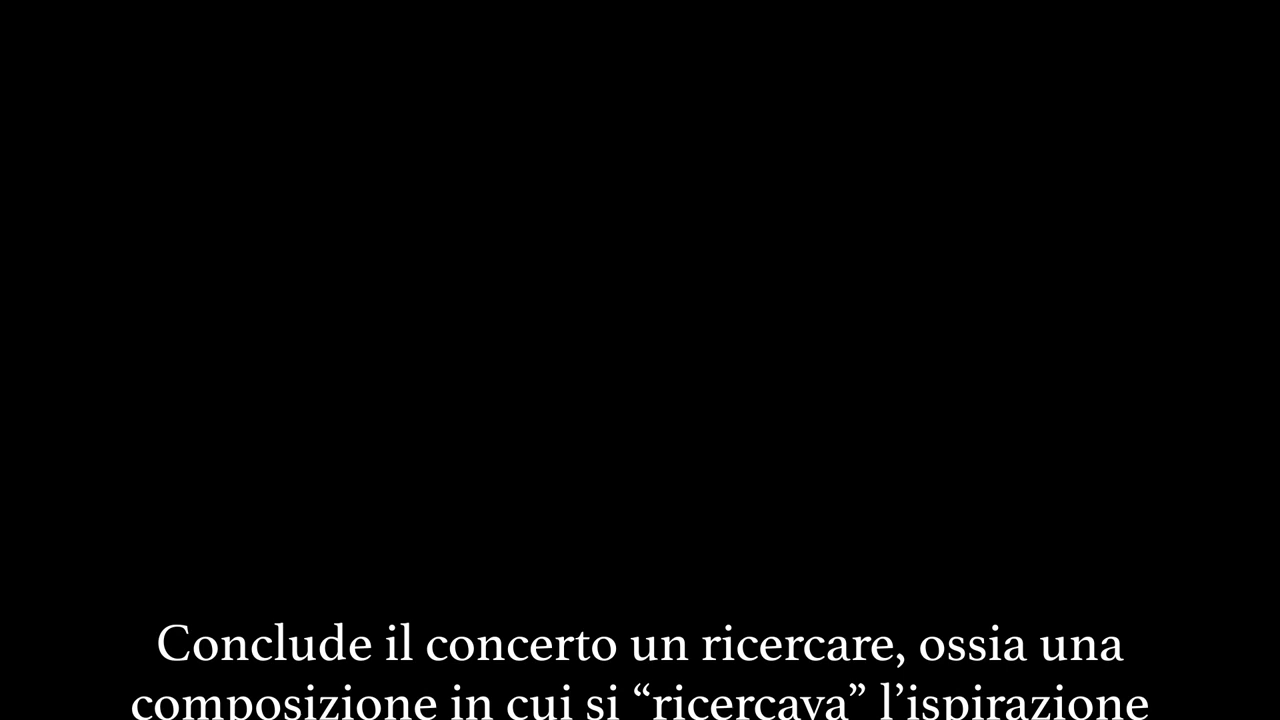 Conclude il concerto un ricercare, ossia una
composizione in cui si “ricercava” l’ispirazione